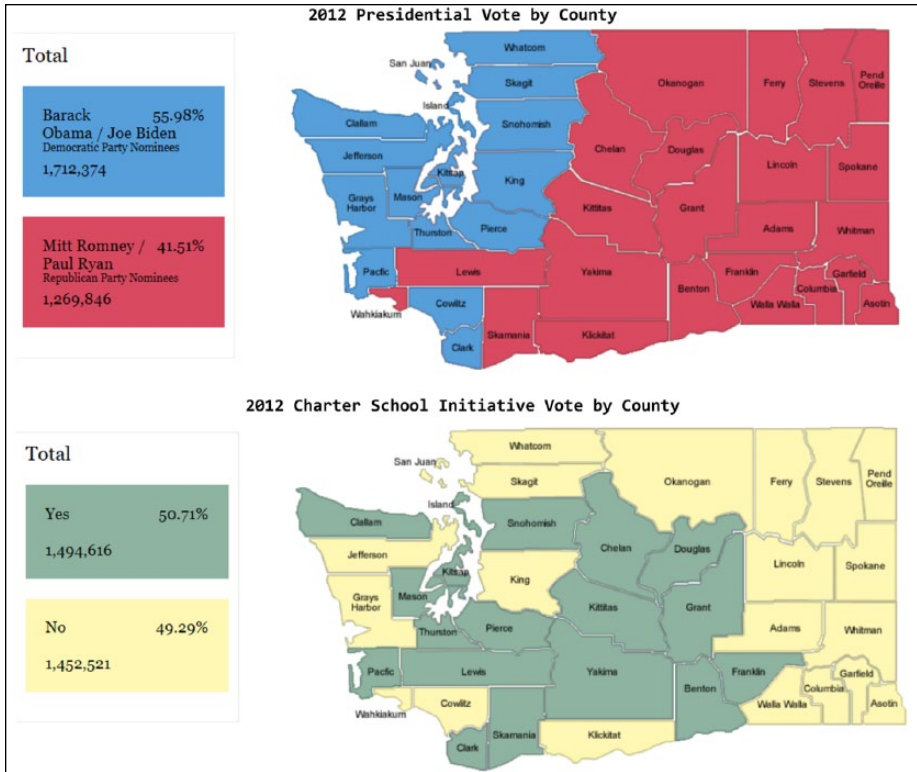 2012 Presidential Vote by County
Total
Barack 55.98%
Obama / Joe Biden
Democratic Party Nominees
1,712,374
Mitt Romney / 41.51%
Paul Ryan
Republican Party Nominees
1,269,846
Whatcom
San Juan
Skagit
Island
Clallam
Snohomish
Jefferson
Kitsap
King
Mason
Grays
Harbor
Thurston
Pierce
Pacfic
Lewis
Wahkiakum
Cowlitz
Clark
Skamania
Okanogan
Ferry
Stevens
Pend
Oreille
Chelan
Douglas
Lincoln
Spokane
Kittitas
Grant
Adams
Whitman
Yakima
Benton
Franklin
Walla Walla
Columbia
Garfield
Asotin
Klickitat
2012 Charter School Initiative Vote by County
Total
Yes 50.71%
1,494,616
No 49.29%
1,452,521
Whatcom
San Juan
Skagit
Island
Clallam
Snohomish
Jefferson
Kitsap
King
Mason
Grays
Harbor
Thurston
Pierce
Pacfic
Lewis
Wahkiakum
Cowlitz
Clark
Skamania
Okanogan
Ferry
Stevens
Pend
Oreille
Chelan
Douglas
Lincoln
Spokane
Kittitas
Grant
Adams
Whitman
Yakima
Benton
Franklin
Walla Walla
Columbia
Garfield
Asotin
Klickitat